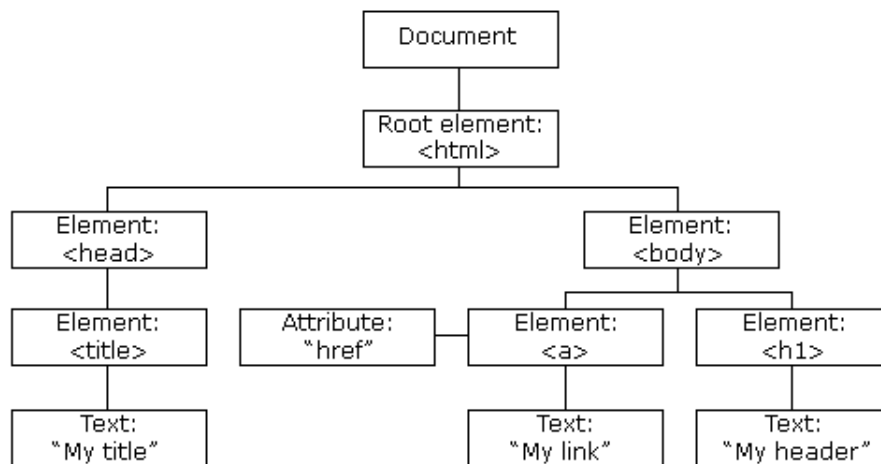 Document
Root element:
<html>
Element:
<head>
Element:
<body>
Element:
<title>
Attribute:
“href”
Element:
<a>
Element:
<h1>
Text:
“My title”
Text:
“My link”
Text:
“My header”